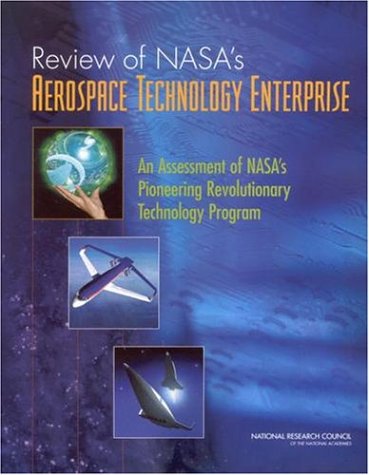 Review of NASA's
AEROSPACE TECHNOLOGY ENTERPRISE
An Assessment of NASA's
Pioneering Revolutionary
Technology Program
NATIONAL RESEARCH COUNCIL
OF THE NATIONAL ACADEMIES